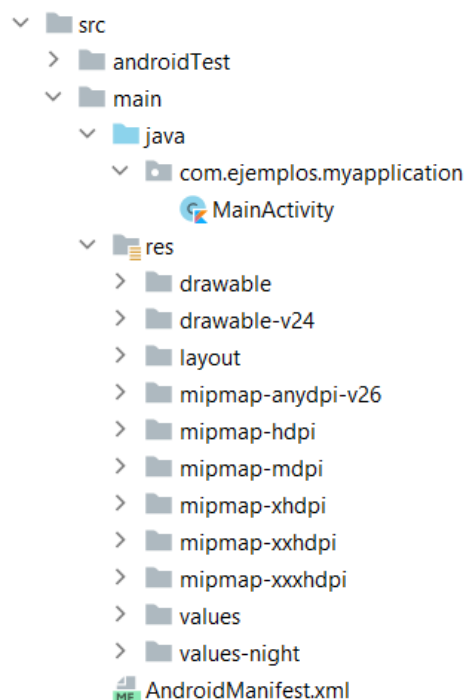 src
androidTest
main
java
com.ejemplos.myapplication
MainActivity
res
drawable
drawable-v24
layout
mipmap-anydpi-v26
mipmap-hdpi
mipmap-mdpi
mipmap-xhdpi
mipmap-xxhdpi
mipmap-xxxhdpi
values
values-night
MF AndroidManifest.xml